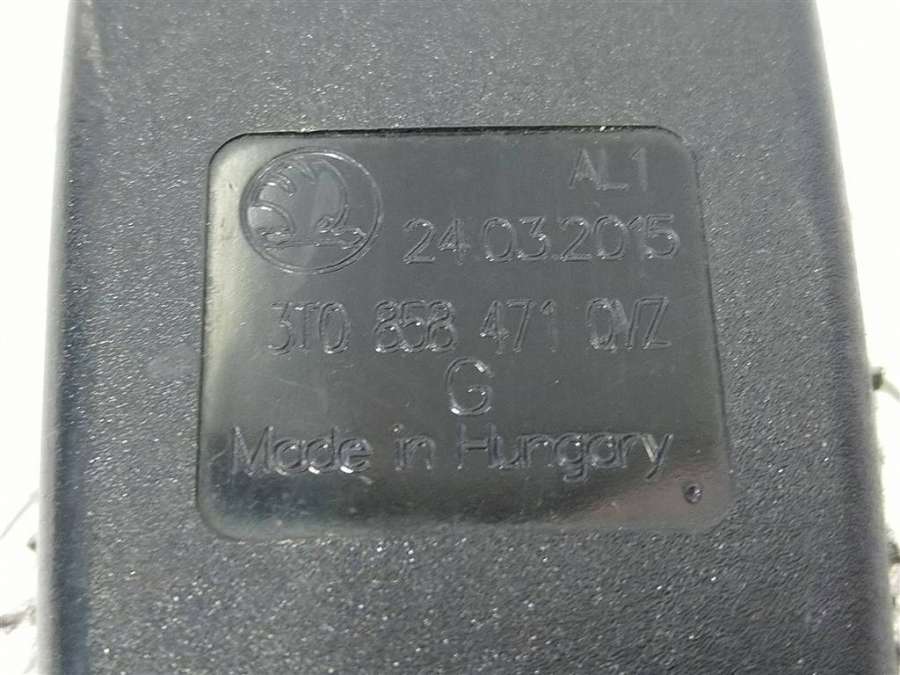 AL1
24.03.2015
3T0 858 471 QVZ
G
Made in Hungary